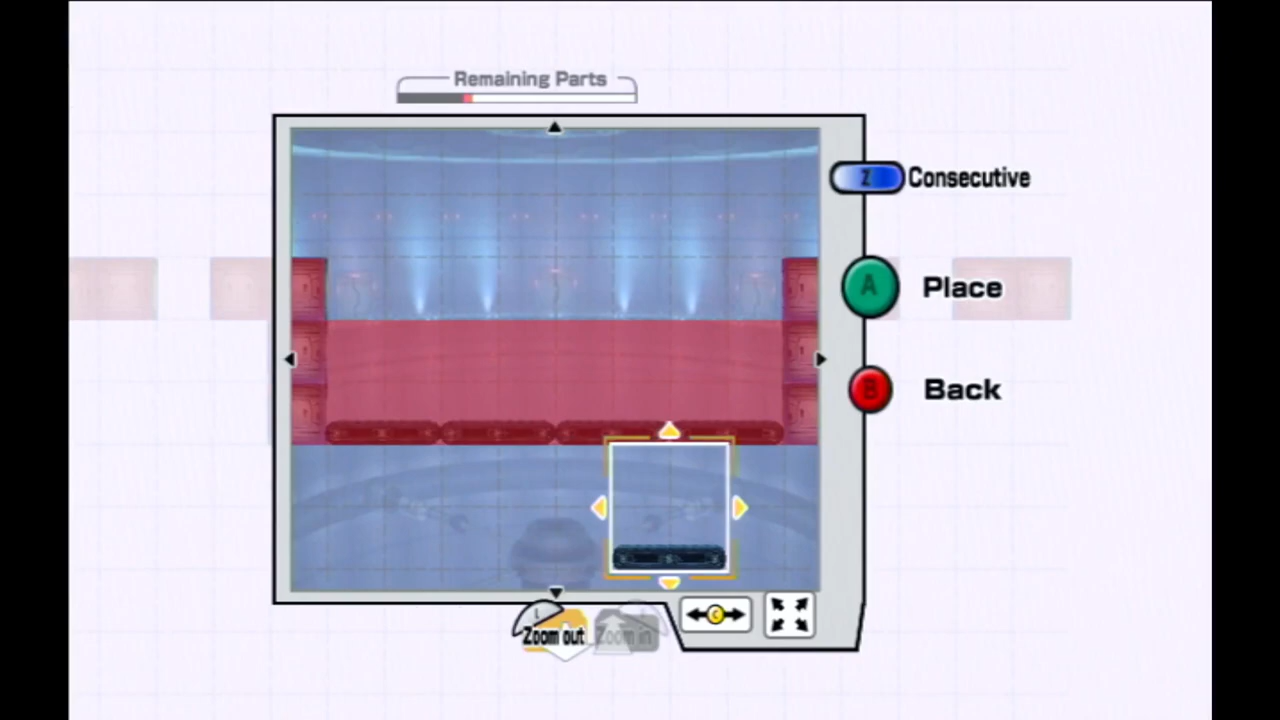 Remaining Parts
Z Consecutive
A Place
B Back
L
Zoom out Zoom in
C